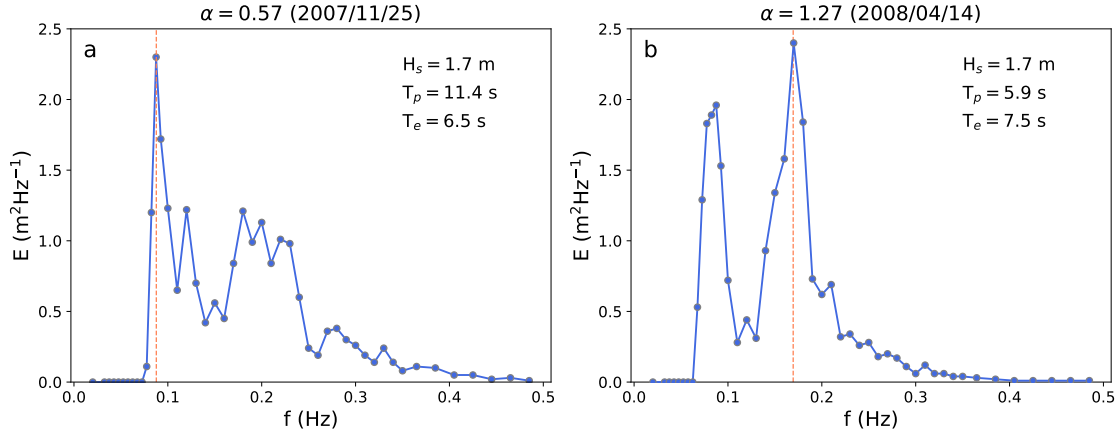 α = 0.57 (2007/11/25)
a
H_s = 1.7 m
T_p = 11.4 s
T_e = 6.5 s
E (m²Hz⁻¹)
2.5
2.0
1.5
1.0
0.5
0.0
0.0 0.1 0.2 0.3 0.4 0.5
f (Hz)
α = 1.27 (2008/04/14)
b
H_s = 1.7 m
T_p = 5.9 s
T_e = 7.5 s
E (m²Hz⁻¹)
2.5
2.0
1.5
1.0
0.5
0.0
0.0 0.1 0.2 0.3 0.4 0.5
f (Hz)